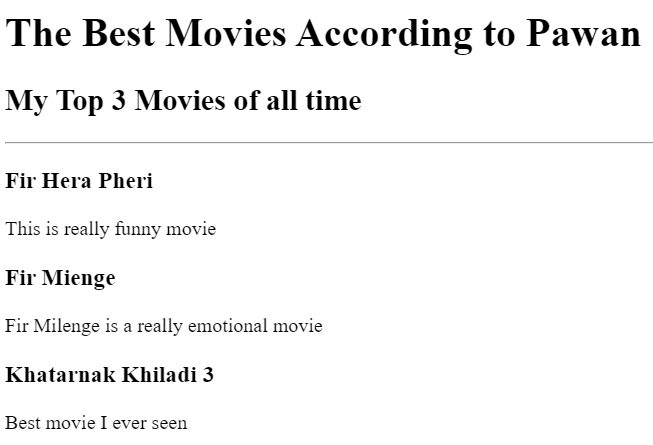 The Best Movies According to Pawan
My Top 3 Movies of all time
Fir Hera Pheri
This is really funny movie
Fir Mienge
Fir Milenge is a really emotional movie
Khatarnak Khiladi 3
Best movie I ever seen